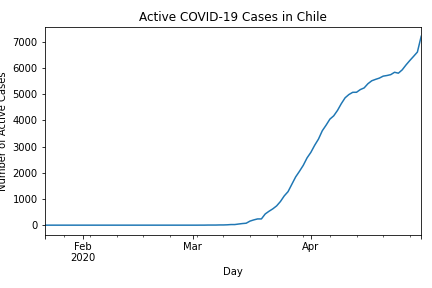 Active COVID-19 Cases in Chile
Number of Active Cases
7000
6000
5000
4000
3000
2000
1000
0
Feb
2020
Mar
Apr
Day